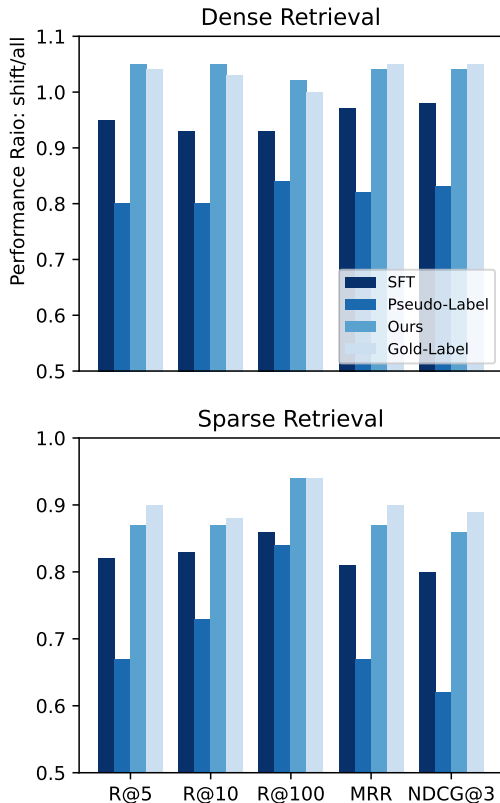 Dense Retrieval
Performance Raio: shift/all
1.1
1.0
0.9
0.8
0.7
0.6
0.5
SFT
Pseudo-Label
Ours
Gold-Label
Sparse Retrieval
1.0
0.9
0.8
0.7
0.6
0.5
R@5 R@10 R@100 MRR NDCG@3